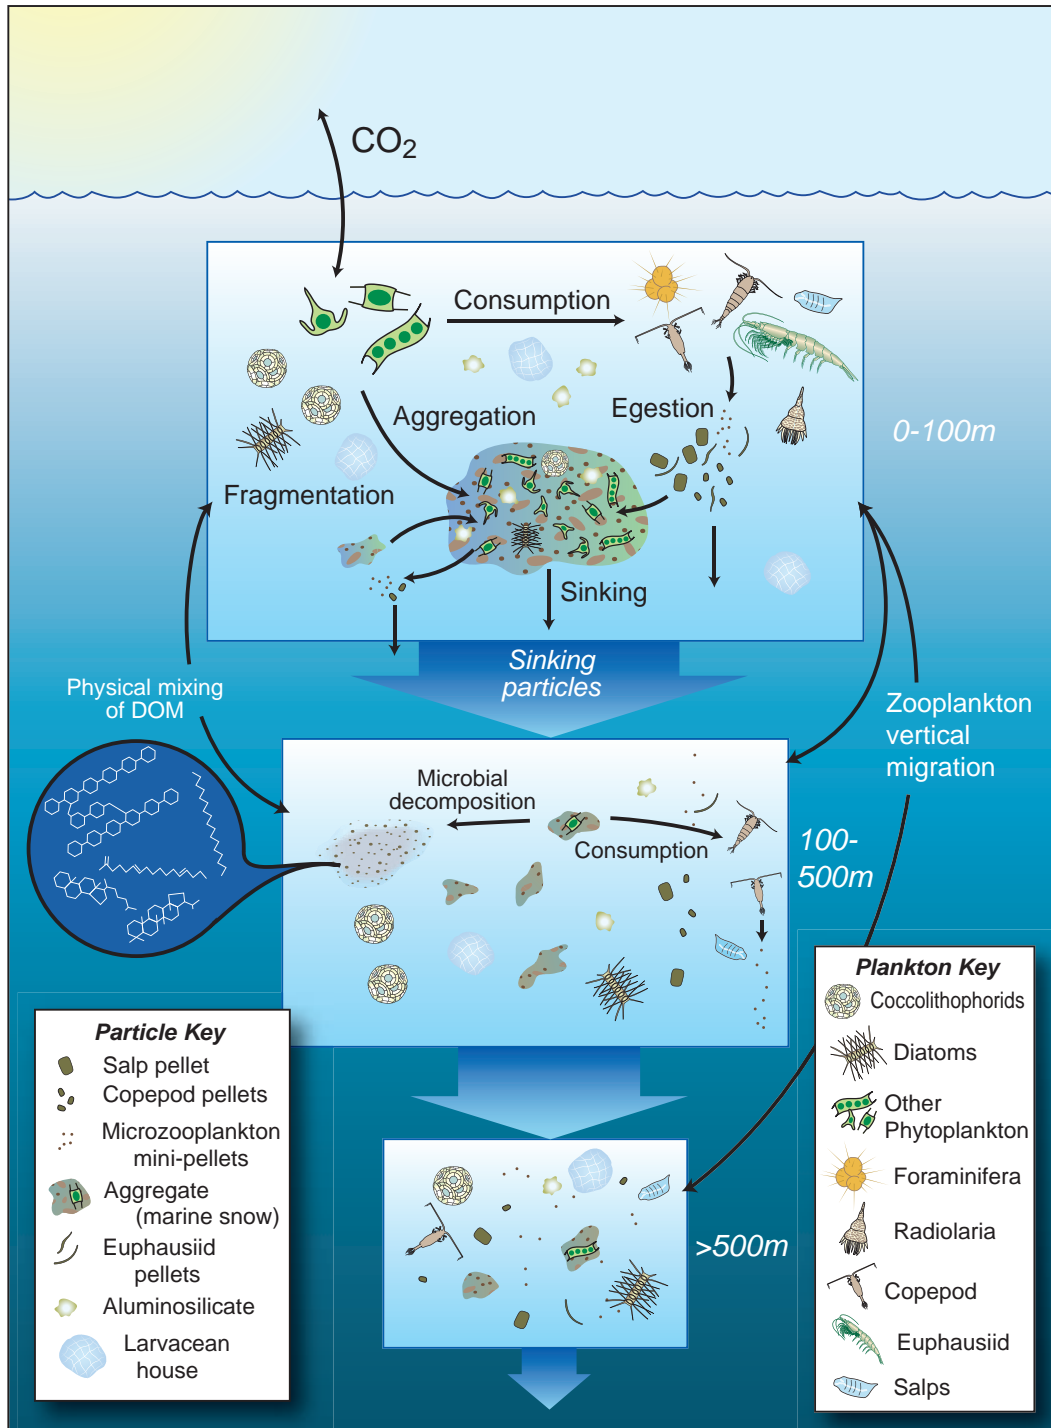 CO₂
Consumption
Aggregation
Egestion
0-100m
Fragmentation
Sinking
Sinking
particles
Physical mixing
of DOM
Zooplankton
vertical
migration
Microbial
decomposition
Consumption
100-
500m
>500m
Particle Key
Salp pellet
Copepod pellets
Microzooplankton
mini-pellets
Aggregate
(marine snow)
Euphausiid
pellets
Aluminosilicate
Larvacean
house
Plankton Key
Coccolithophorids
Diatoms
Other
Phytoplankton
Foraminifera
Radiolaria
Copepod
Euphausiid
Salps